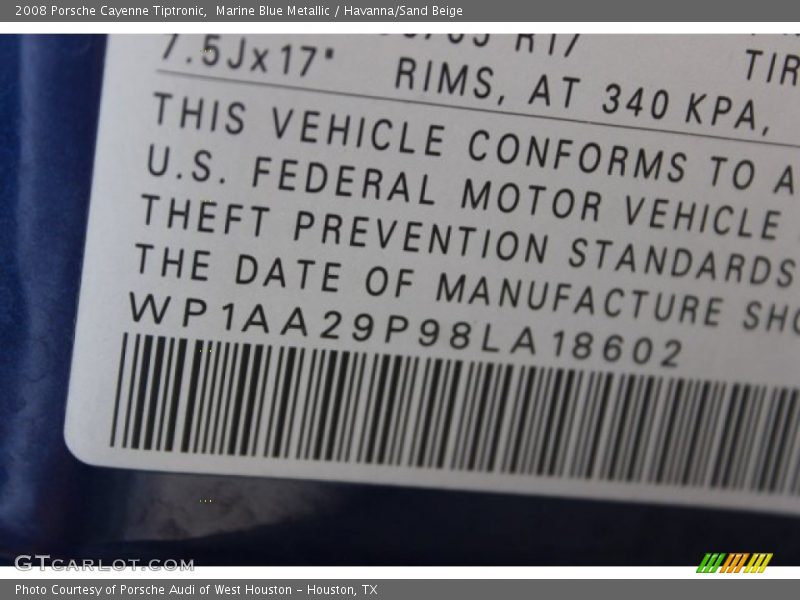 2008 Porsche Cayenne Tiptronic,  Marine Blue Metallic / Havanna/Sand Beige
7.5Jx17"
R17
TIR
RIMS, AT 340 KPA,
THIS VEHICLE CONFORMS TO A
U.S. FEDERAL MOTOR VEHICLE
THEFT PREVENTION STANDARDS
THE DATE OF MANUFACTURE SHO
WP1AA29P98LA18602
GTCARLOT.COM
Photo Courtesy of Porsche Audi of West Houston - Houston, TX